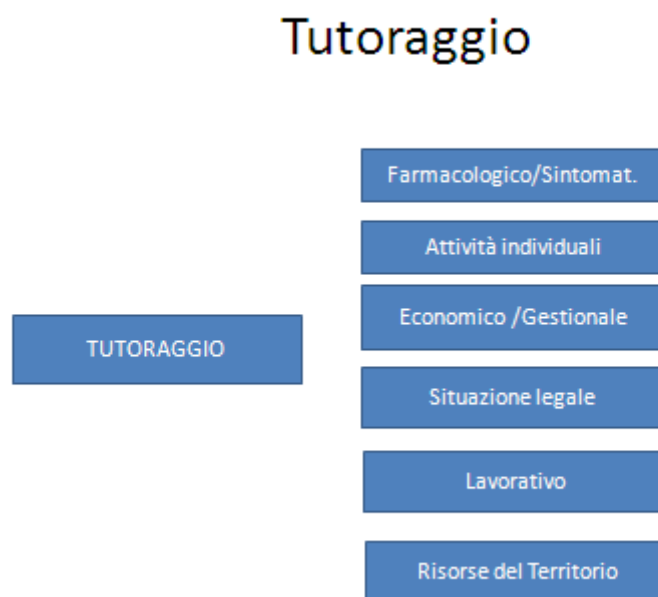 Tutoraggio
Farmacologico/Sintomat.
Attività individuali
Economico /Gestionale
TUTORAGGIO
Situazione legale
Lavorativo
Risorse del Territorio